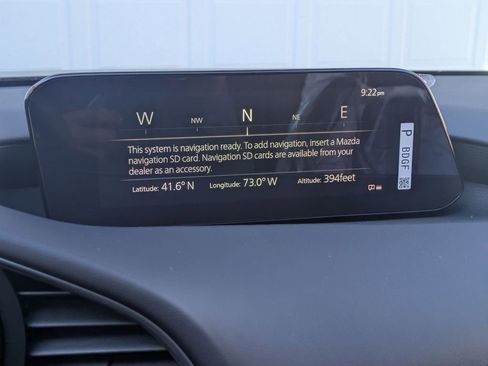 9:22pm
W NW N NE E
This system is navigation ready. To add navigation, insert a Mazda
navigation SD card. Navigation SD cards are available from your
dealer as an accessory.
Latitude: 41.6° N Longitude: 73.0° W Altitude: 394feet
P BDGF